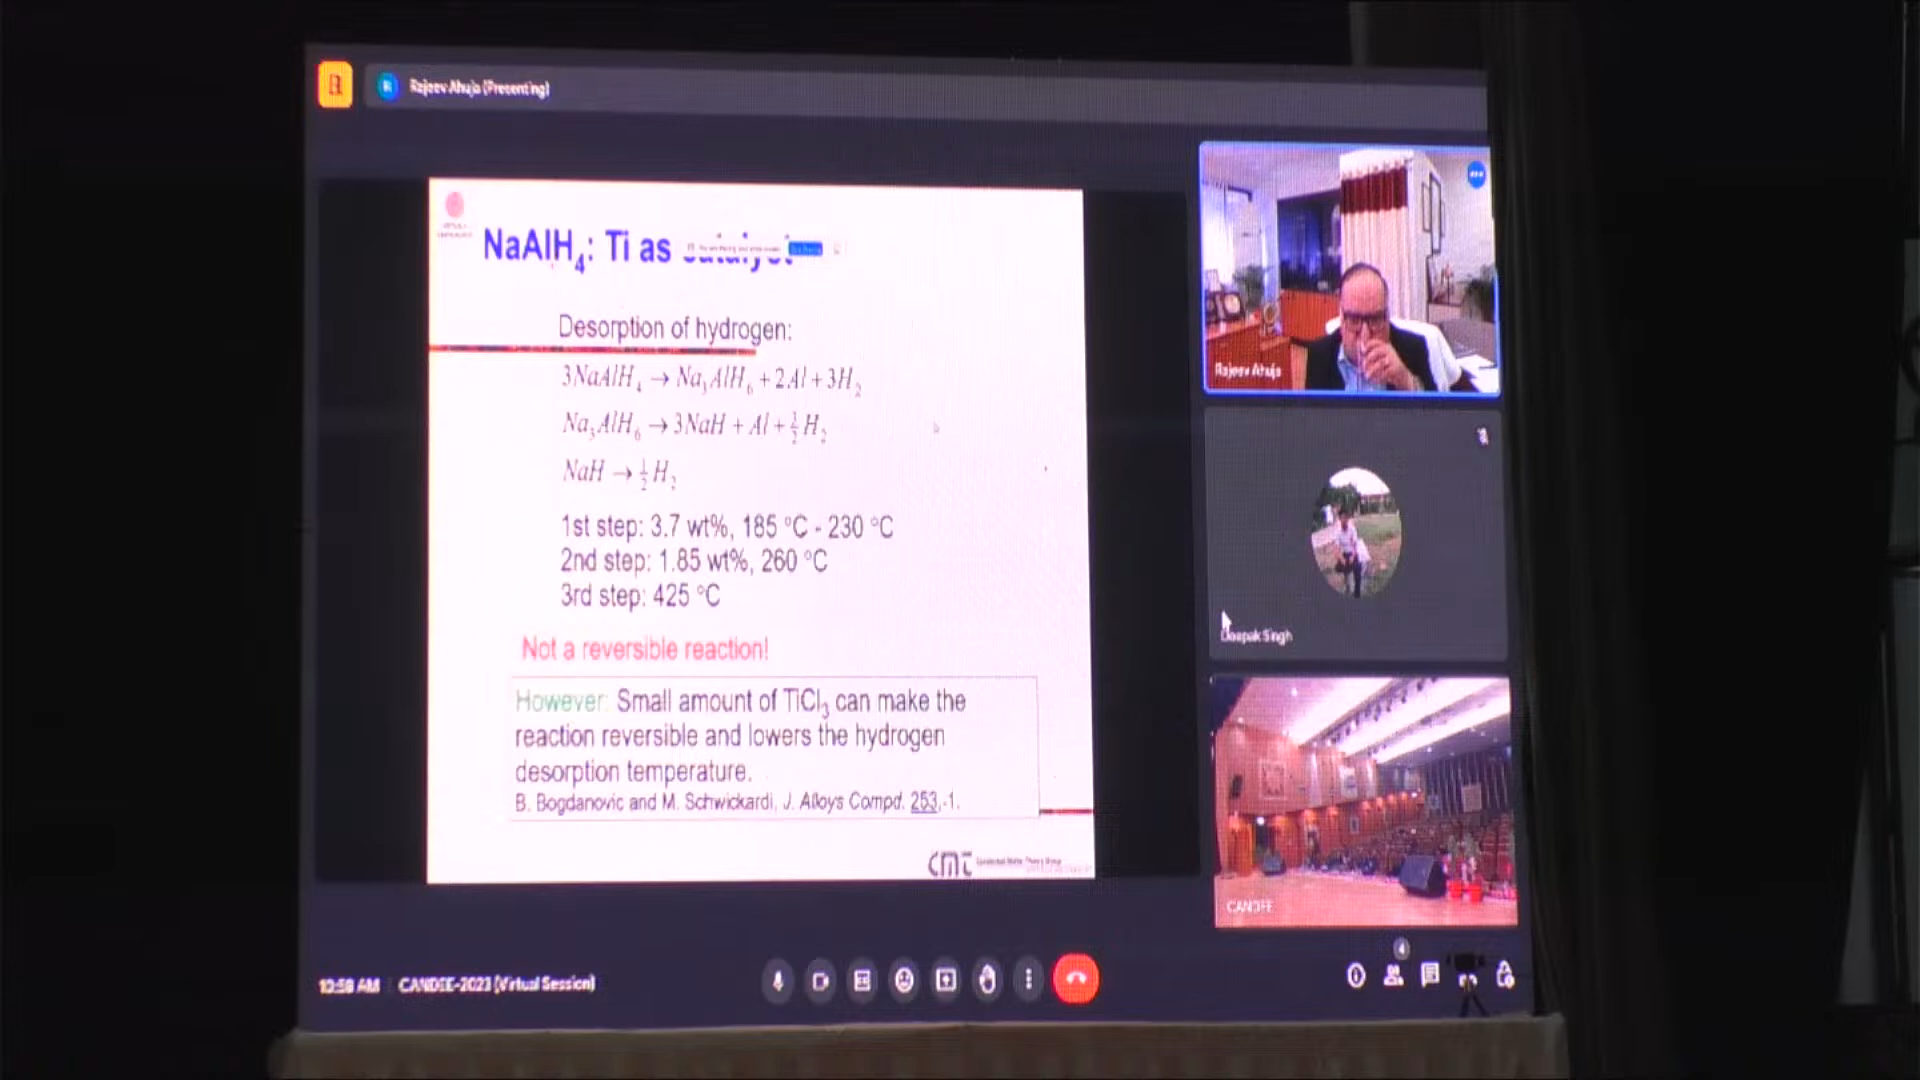 Rajeev Ahuja (Presenting)
NaAlH₄: Ti as catalyst
Desorption of hydrogen:
3NaAlH₄ → Na₃AlH₆ + 2Al + 3H₂
Na₃AlH₆ → 3NaH + Al + 3/2 H₂
NaH → 1/2 H₂
1st step: 3.7 wt%, 185 °C - 230 °C
2nd step: 1.85 wt%, 260 °C
3rd step: 425 °C
Not a reversible reaction!
However: Small amount of TiCl₃ can make the
reaction reversible and lowers the hydrogen
desorption temperature.
B. Bogdanovic and M. Schwickardi, J. Alloys Compd. 253,-1.
CMT
Rajeev Ahuja
Deepak Singh
CANDEE
10:58 AM | CANDEE-2023 (Virtual Session)
4